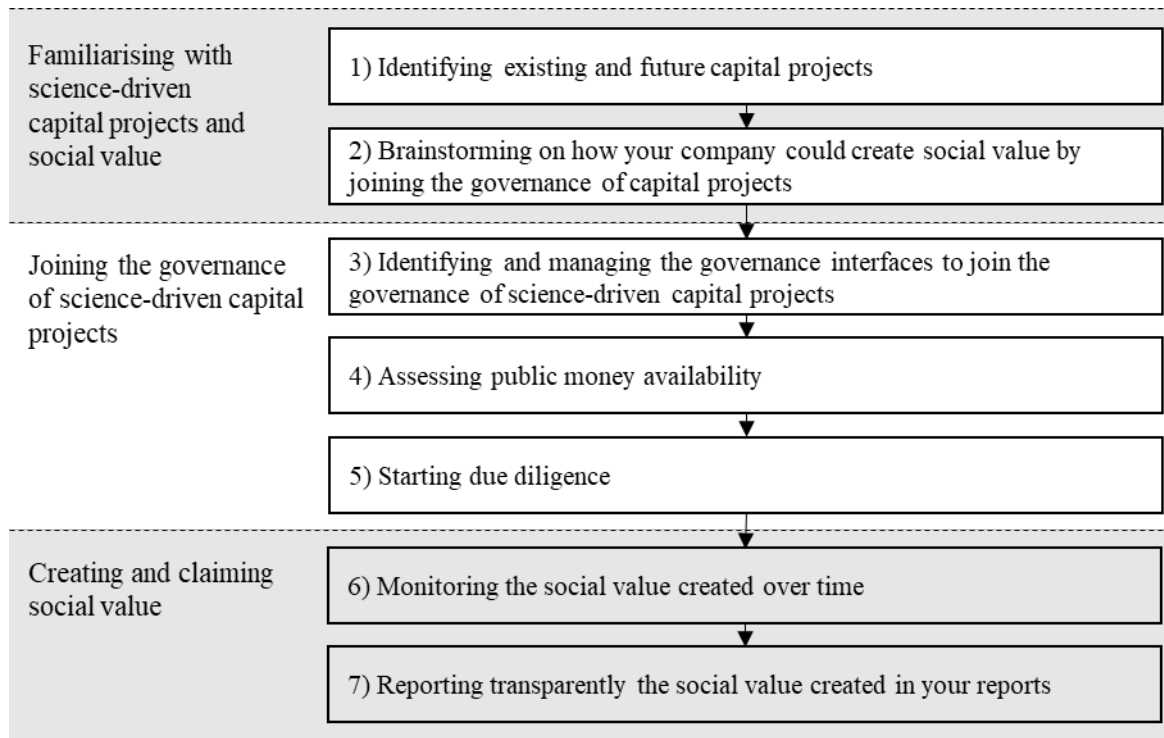 Familiarising with
science-driven
capital projects and
social value
1) Identifying existing and future capital projects
2) Brainstorming on how your company could create social value by
joining the governance of capital projects
Joining the governance
of science-driven capital
projects
3) Identifying and managing the governance interfaces to join the
governance of science-driven capital projects
4) Assessing public money availability
5) Starting due diligence
Creating and claiming
social value
6) Monitoring the social value created over time
7) Reporting transparently the social value created in your reports